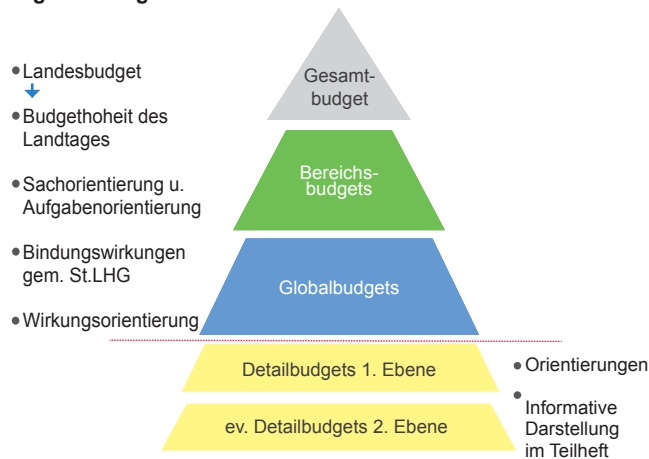 • Landesbudget
• Budgethoheit des
Landtages
• Sachorientierung u.
Aufgabenorientierung
• Bindungswirkungen
gem. St.LHG
• Wirkungsorientierung
Gesamt-
budget
Bereichs-
budgets
Globalbudgets
Detailbudgets 1. Ebene
ev. Detailbudgets 2. Ebene
• Orientierungen
• Informative
Darstellung
im Teilheft